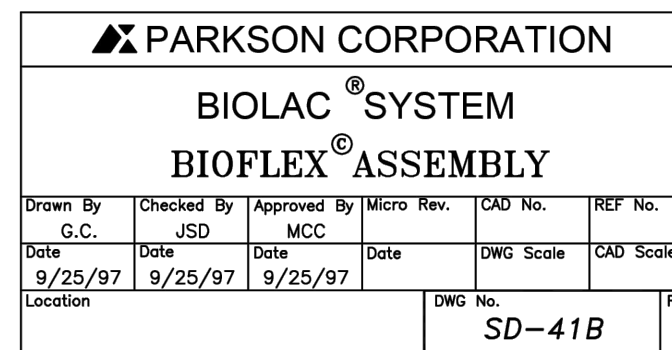 PARKSON CORPORATION
BIOLAC ® SYSTEM
BIOFLEX © ASSEMBLY
Drawn By Checked By Approved By Micro Rev. CAD No. REF No.
G.C. JSD MCC
Date Date Date Date DWG Scale CAD Scale
9/25/97 9/25/97 9/25/97
Location DWG No.
SD-41B